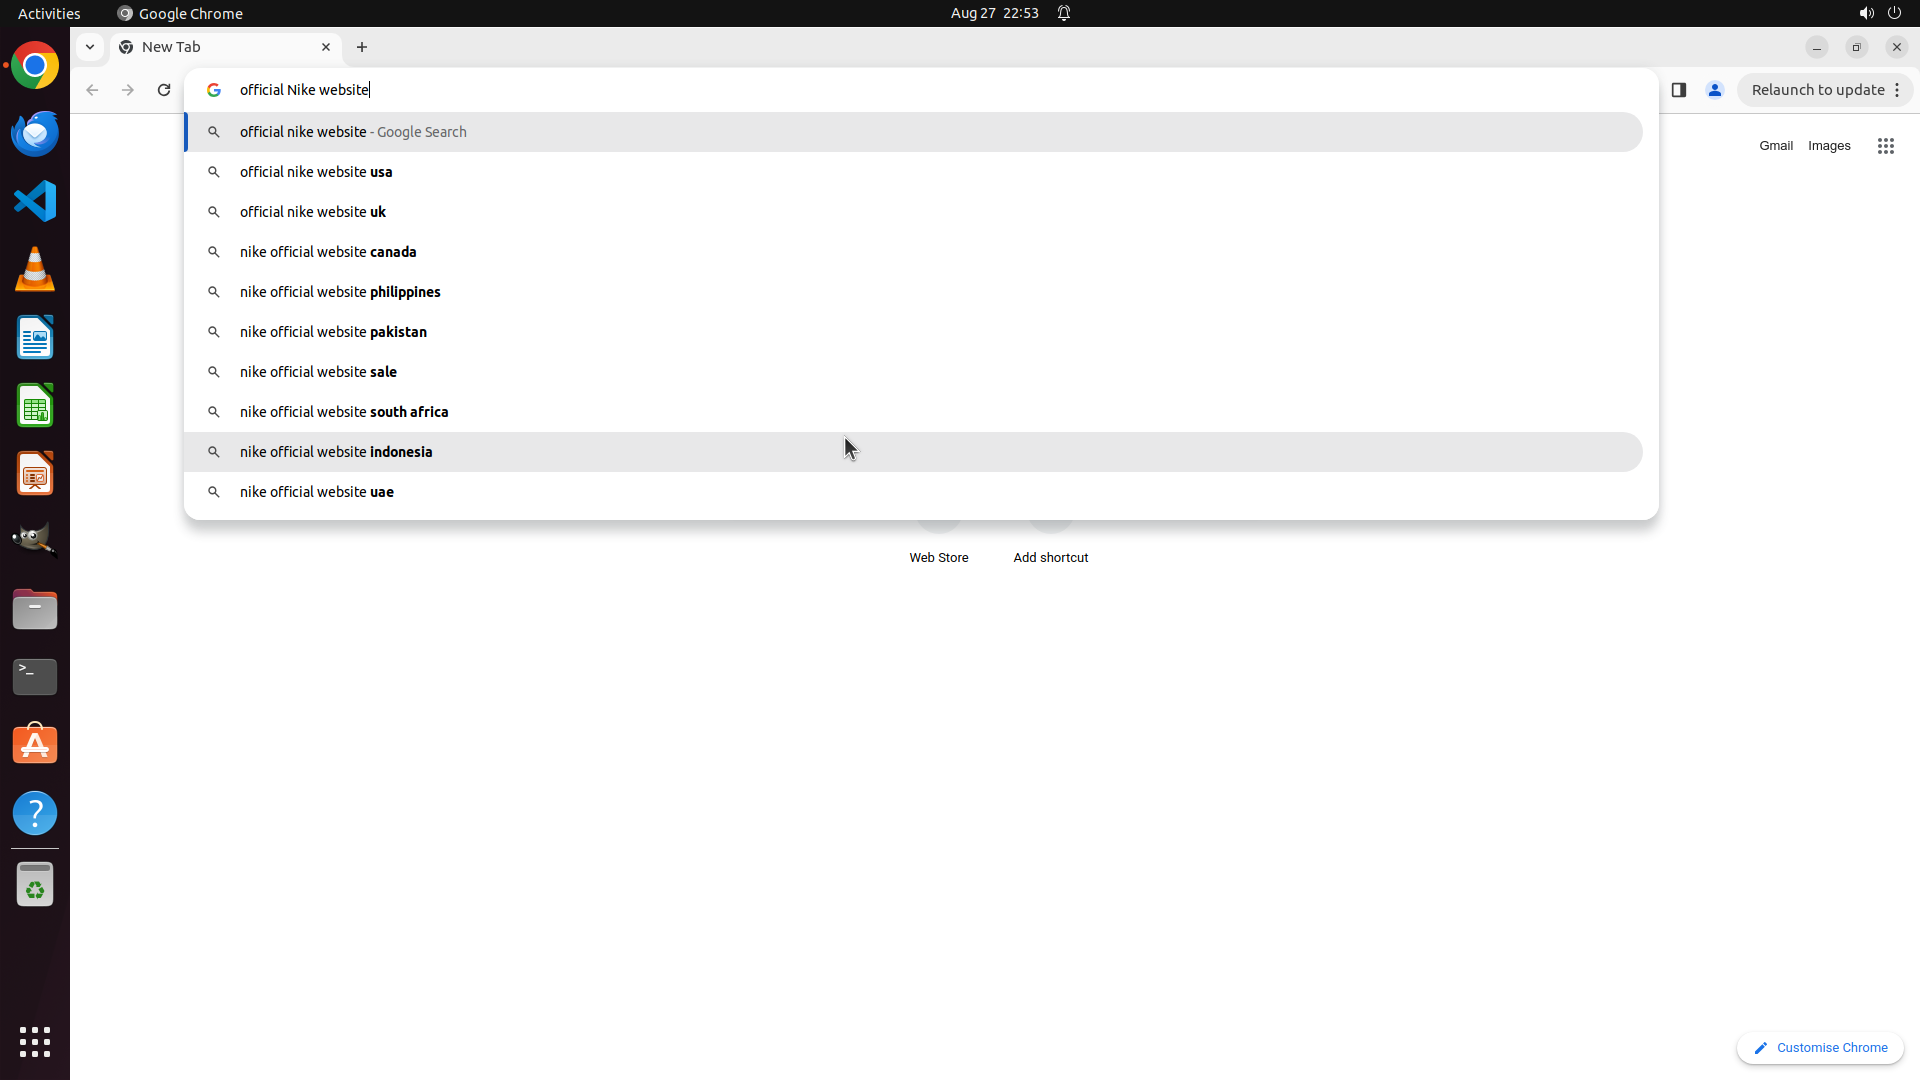 Activities
Google Chrome
Aug 27 22:53
New Tab
official Nike website
Relaunch to update
official nike website - Google Search
official nike website usa
official nike website uk
nike official website canada
nike official website philippines
nike official website pakistan
nike official website sale
nike official website south africa
nike official website indonesia
nike official website uae
Gmail
Images
Web Store
Add shortcut
Customise Chrome